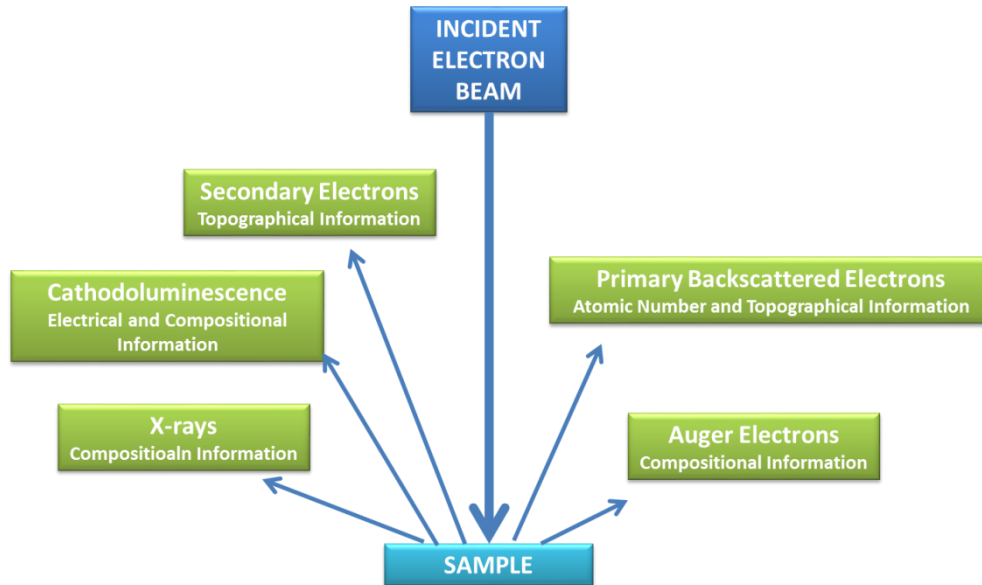 INCIDENT
ELECTRON
BEAM
Secondary Electrons
Topographical Information
Cathodoluminescence
Electrical and Compositional
Information
Primary Backscattered Electrons
Atomic Number and Topographical Information
X-rays
Compositioaln Information
Auger Electrons
Compositional Information
SAMPLE